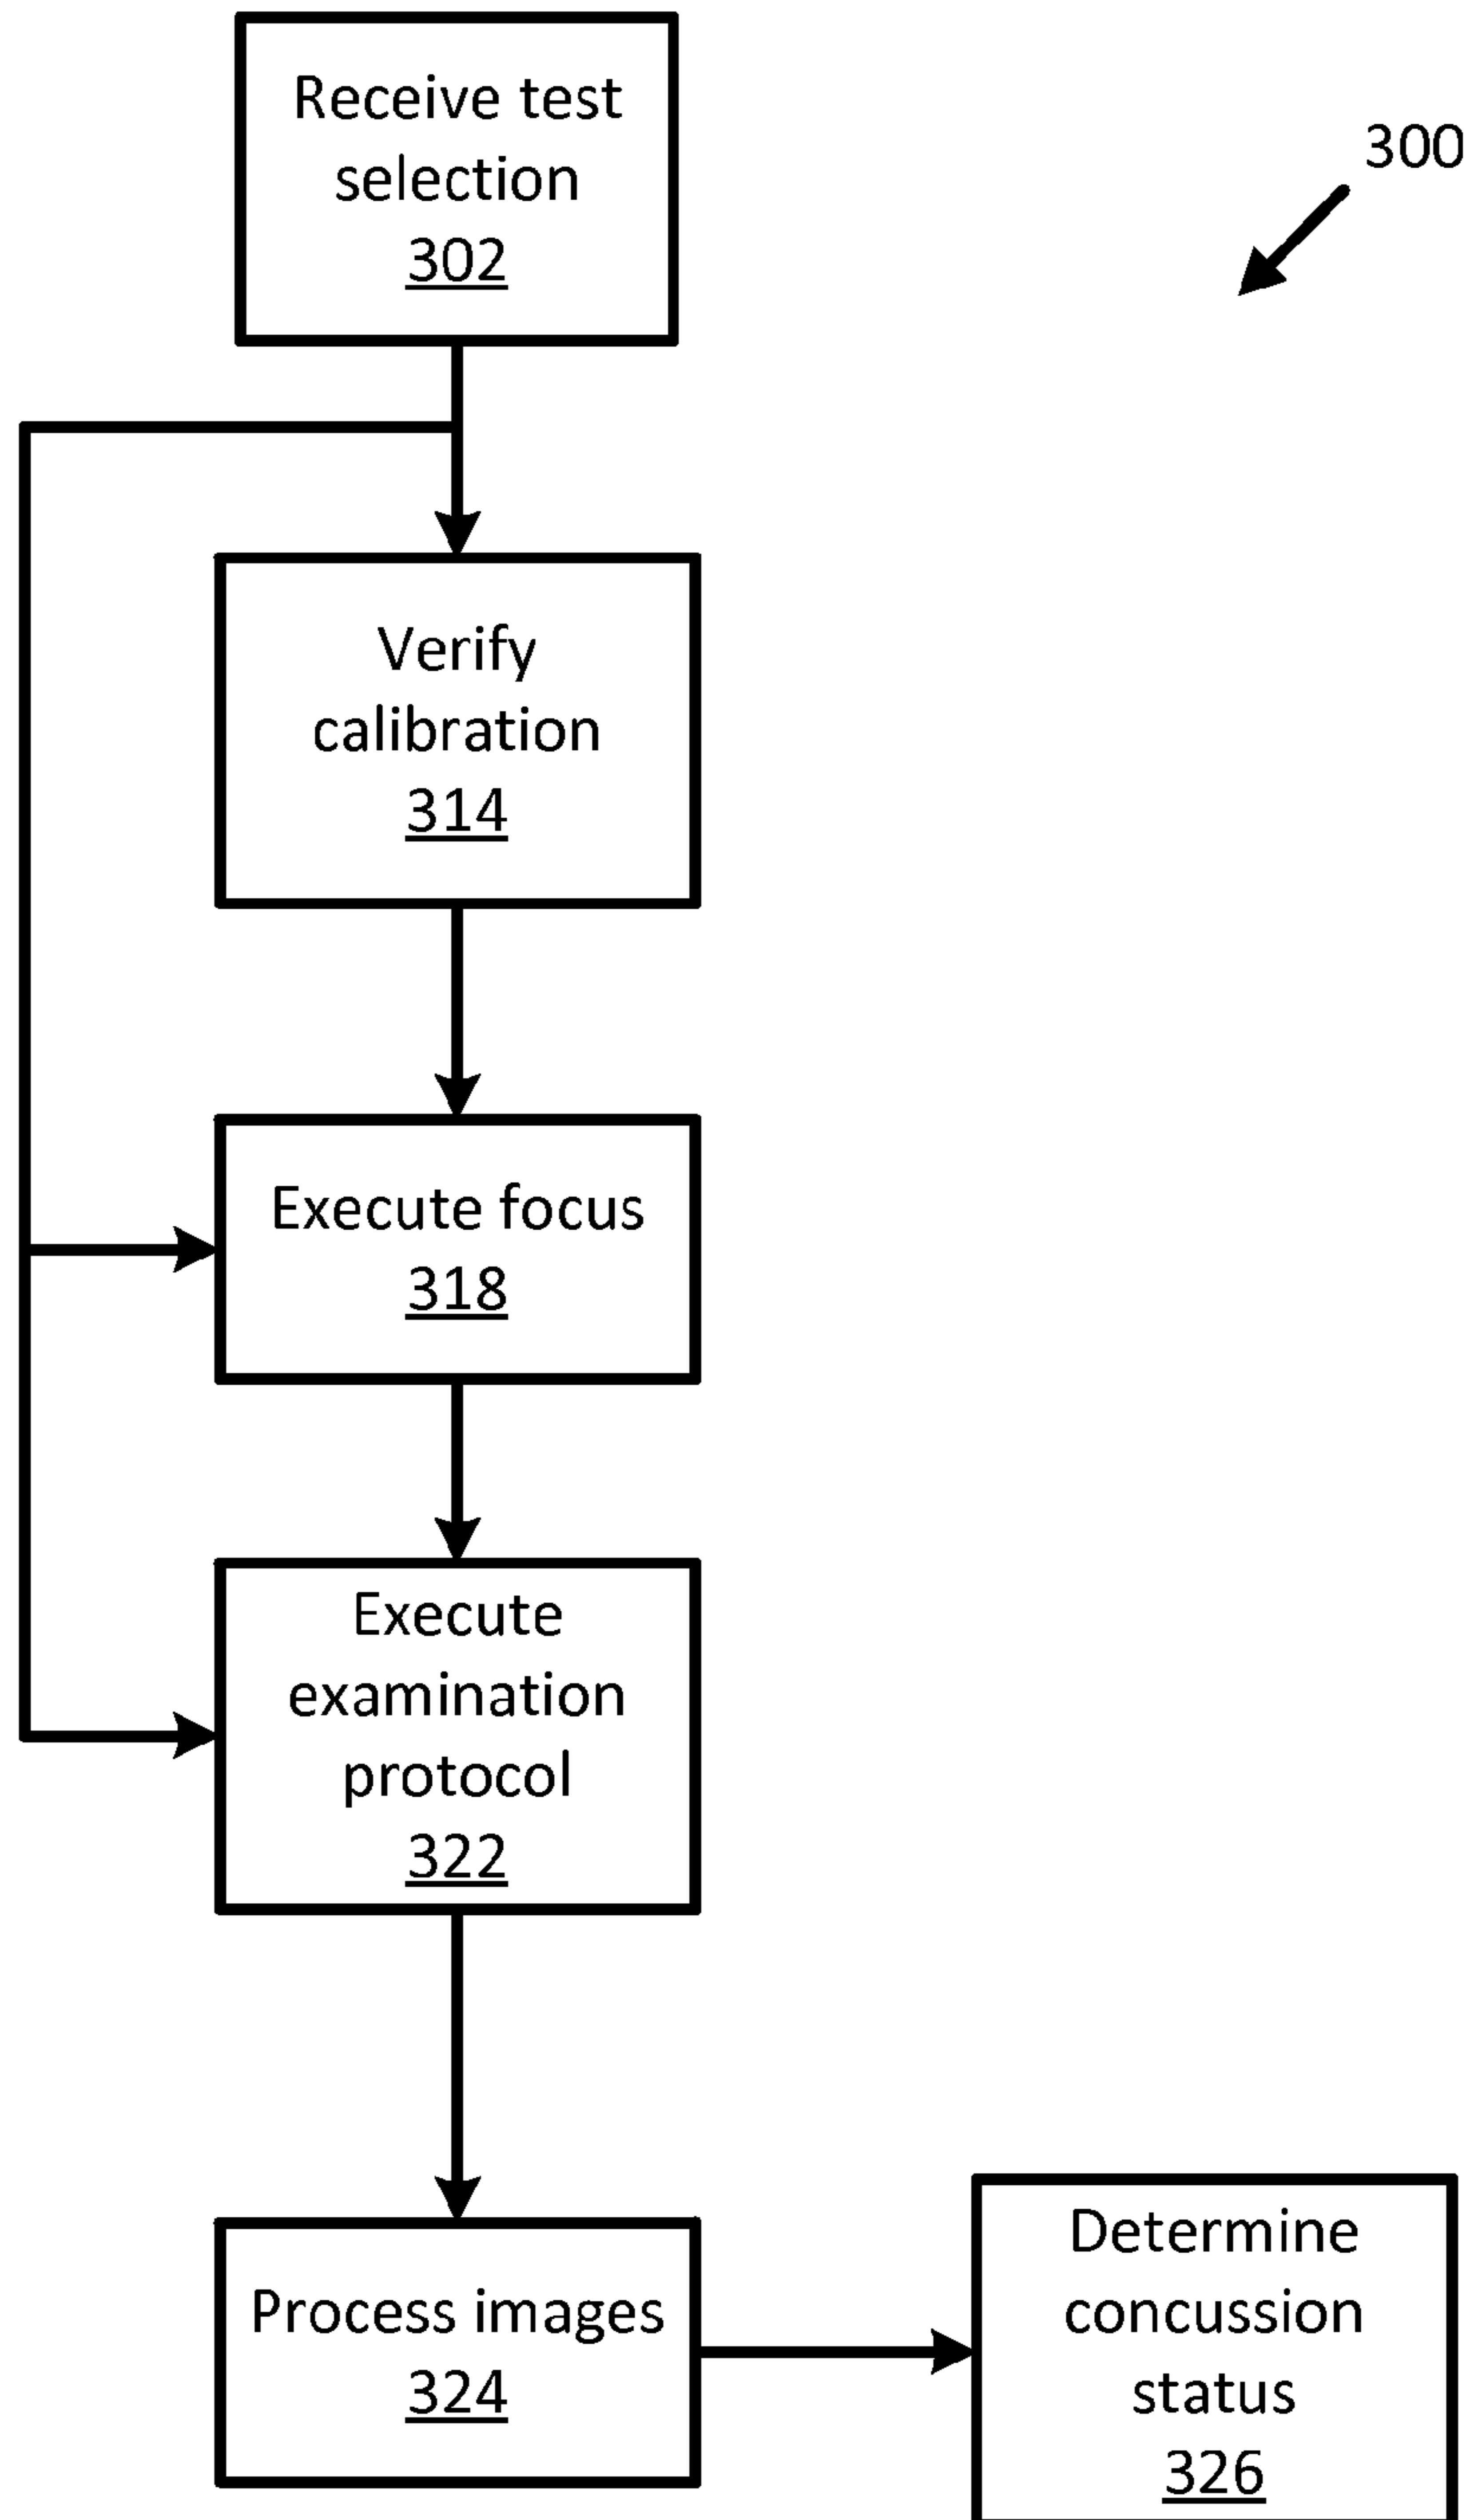 Receive test
selection
302
300
Verify
calibration
314
Execute focus
318
Execute
examination
protocol
322
Process images
324
Determine
concussion
status
326